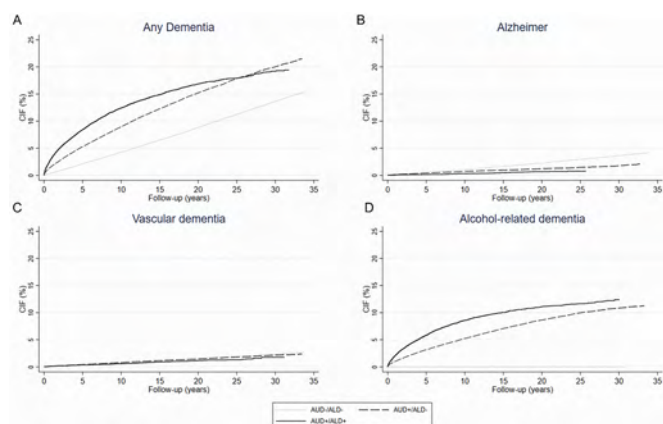 A
Any Dementia
CIF (%)
25
20
15
10
5
0
0 5 10 15 20 25 30 35
Follow-up (years)
B
Alzheimer
CIF (%)
25
20
15
10
5
0
0 5 10 15 20 25 30 35
Follow-up (years)
C
Vascular dementia
CIF (%)
25
20
15
10
5
0
0 5 10 15 20 25 30 35
Follow-up (years)
D
Alcohol-related dementia
CIF (%)
25
20
15
10
5
0
0 5 10 15 20 25 30 35
Follow-up (years)
AUD-/ALD- AUD+/ALD-
AUD+/ALD+